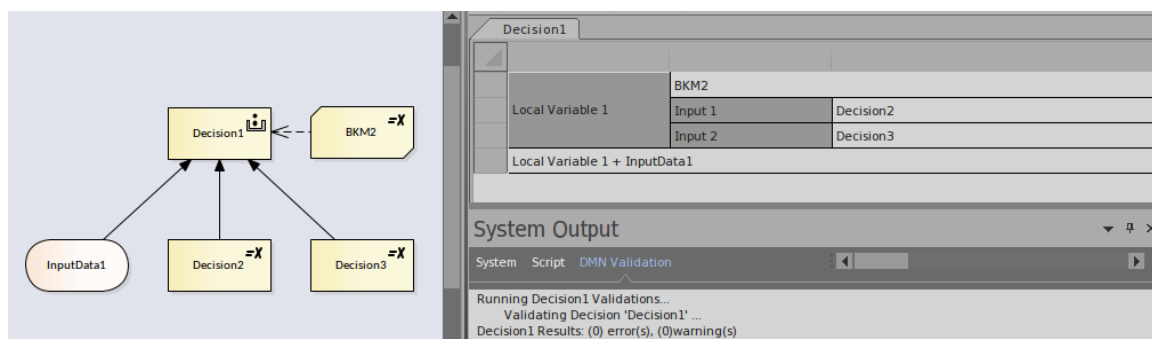 Decision1
=X
BKM2
InputData1
=X
Decision2
=X
Decision3
Decision1
BKM2
Local Variable 1
Input 1
Decision2
Input 2
Decision3
Local Variable 1 + InputData1
System Output
System Script DMN Validation
Running Decision1 Validations...
Validating Decision 'Decision1' ...
Decision1 Results: (0) error(s), (0)warning(s)